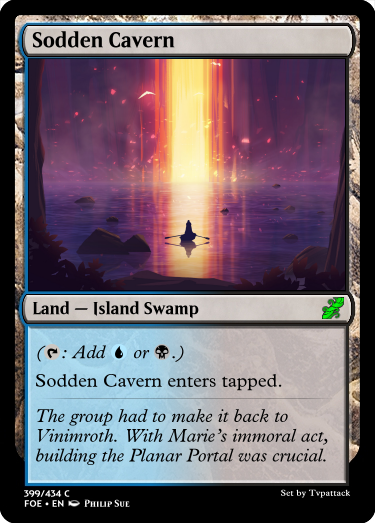 Sodden Cavern
Land — Island Swamp
( : Add or .)
Sodden Cavern enters tapped.
The group had to make it back to
Vinimroth. With Marie's immoral act,
building the Planar Portal was crucial.
399/434 C
FOE • EN Philip Sue
Set by Tvpattack